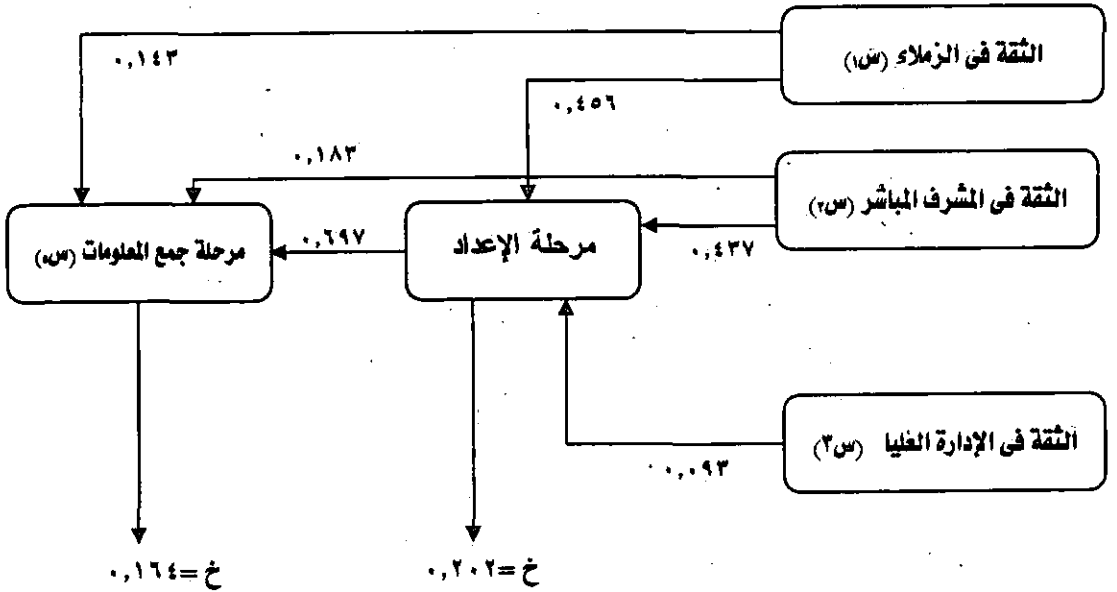 الثقة فى الزملاء (س١)
٠,١٤٣
٠,٤٥٦
٠,١٨٣
الثقة فى المشرف المباشر (س٢)
مرحلة الإعداد
٠,٦٩٧
مرحلة جمع المعلومات (س٥)
٠,٤٣٧
الثقة فى الإدارة العليا (س٣)
٠,٠٩٣
خ =٠,٢٠٢
خ =٠,١٦٤